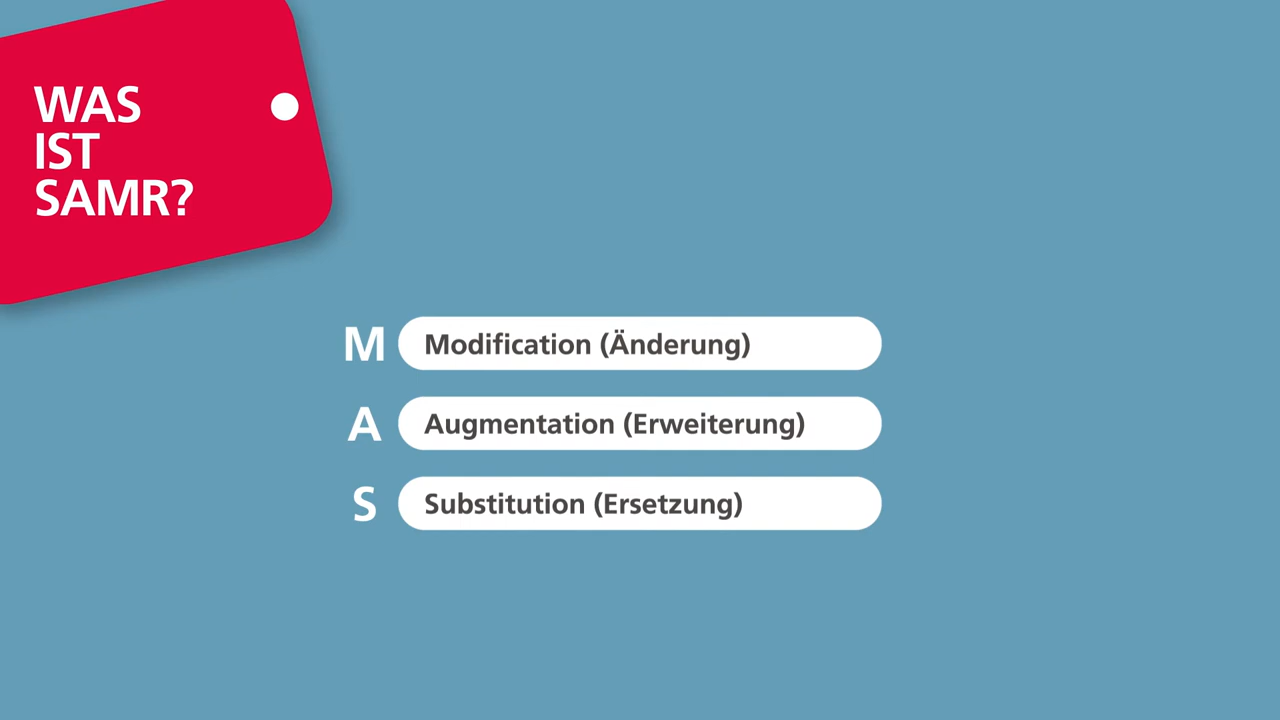 WAS
IST
SAMR?
M Modification (Änderung)
A Augmentation (Erweiterung)
S Substitution (Ersetzung)